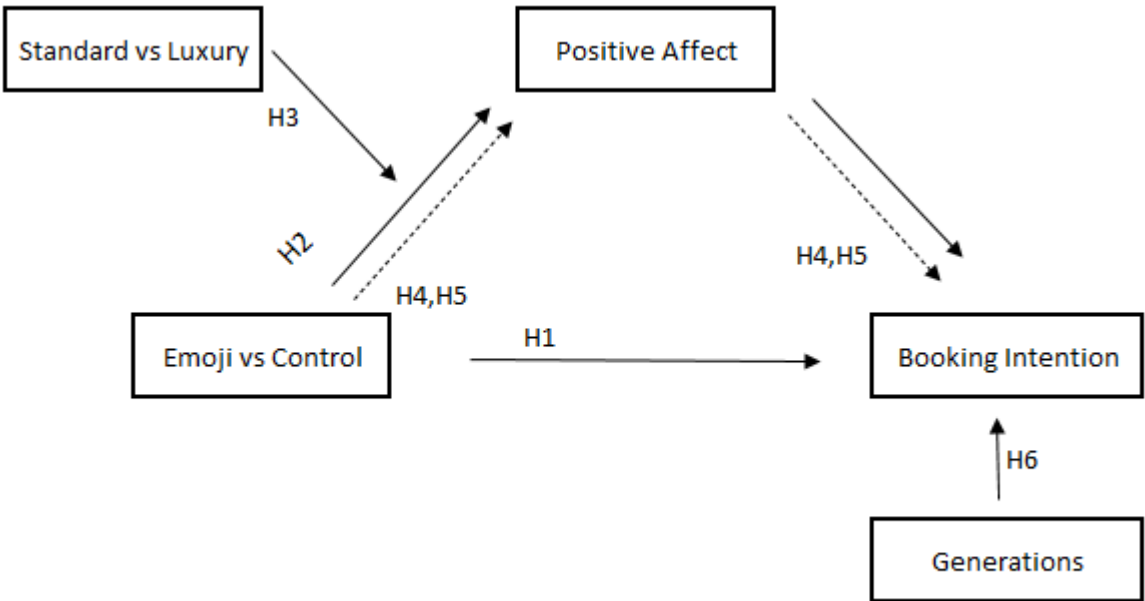 Standard vs Luxury
Positive Affect
H3
H2
H4,H5
H4,H5
H1
Emoji vs Control
Booking Intention
H6
Generations